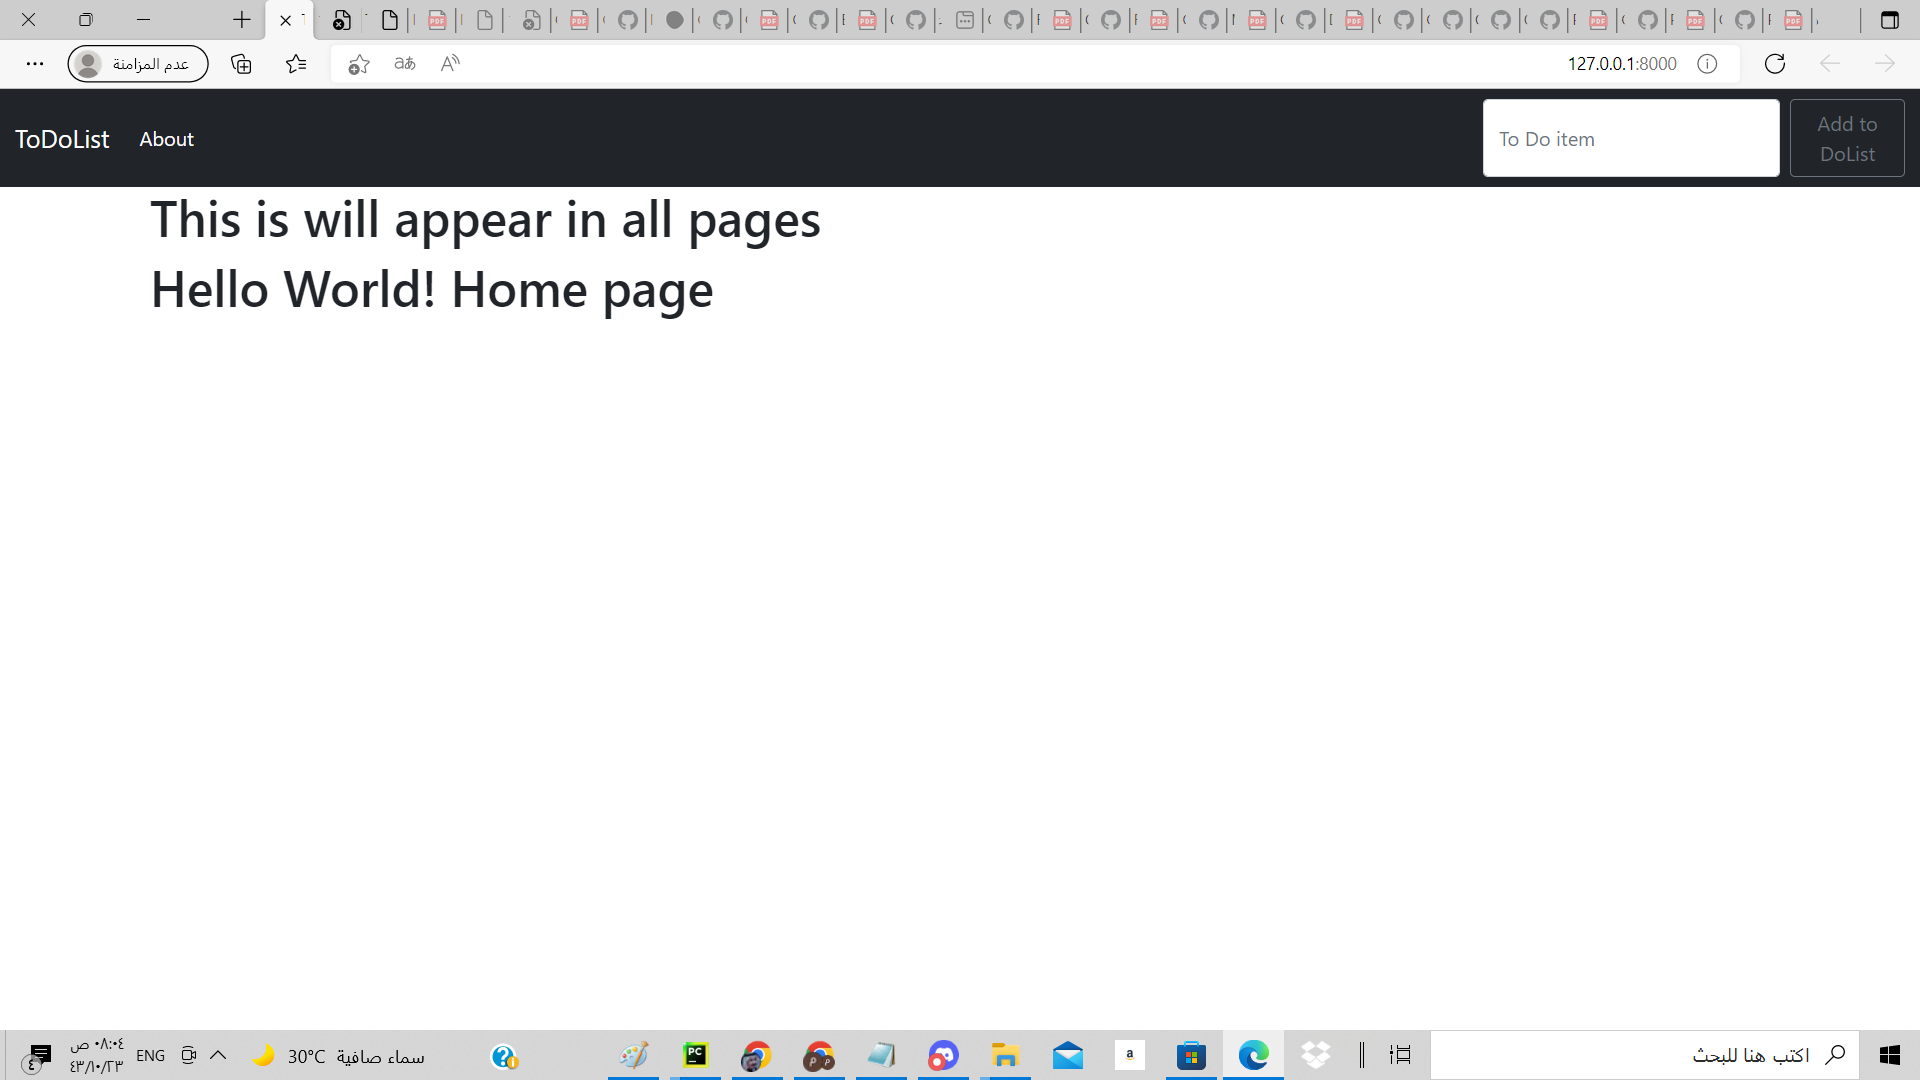 عدم المزامنة
127.0.0.1:8000
ToDoList
About
To Do item
Add to
DoList
This is will appear in all pages
Hello World! Home page
٠٨:٠٤ ص
٤٣/١٠/٢٣
٤
ENG
30°C سماء صافية
PC
P P
a
اكتب هنا للبحث